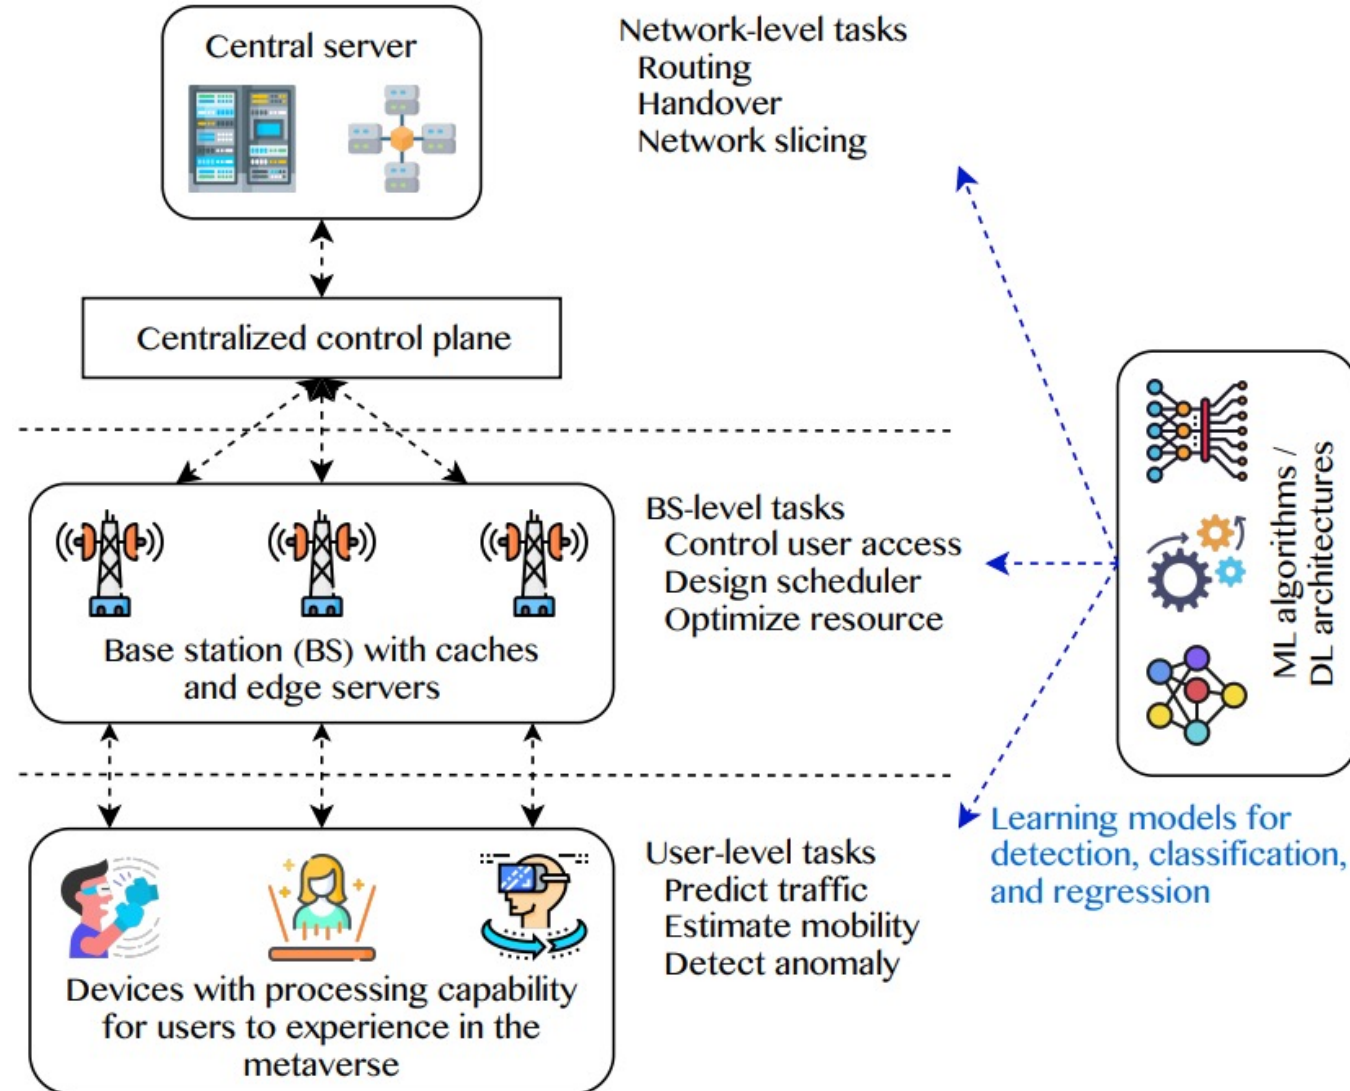 Central server
Network-level tasks
Routing
Handover
Network slicing
Centralized control plane
BS-level tasks
Control user access
Design scheduler
Optimize resource
Base station (BS) with caches
and edge servers
ML algorithms /
DL architectures
Learning models for
detection, classification,
and regression
User-level tasks
Predict traffic
Estimate mobility
Detect anomaly
Devices with processing capability
for users to experience in the
metaverse